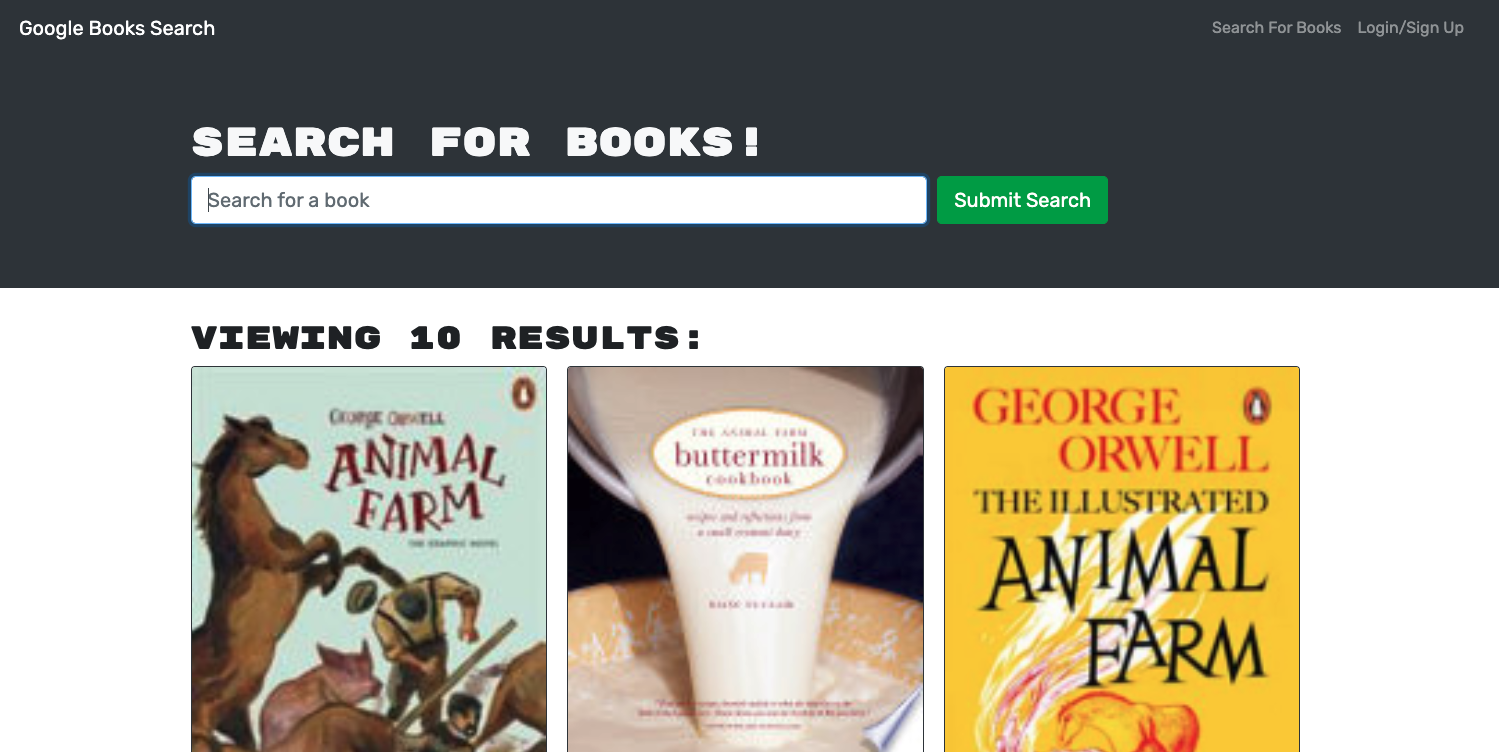 Google Books Search
Search For Books Login/Sign Up
SEARCH FOR BOOKS!
Search for a book
Submit Search
VIEWING 10 RESULTS:
GEORGE ORWELL
ANIMAL
FARM
THE GRAPHIC NOVEL
THE ANIMAL FARM
buttermilk
cookbook
recipes and reflections from
a small vermont dairy
GEORGE
ORWELL
THE ILLUSTRATED
ANIMAL
FARM